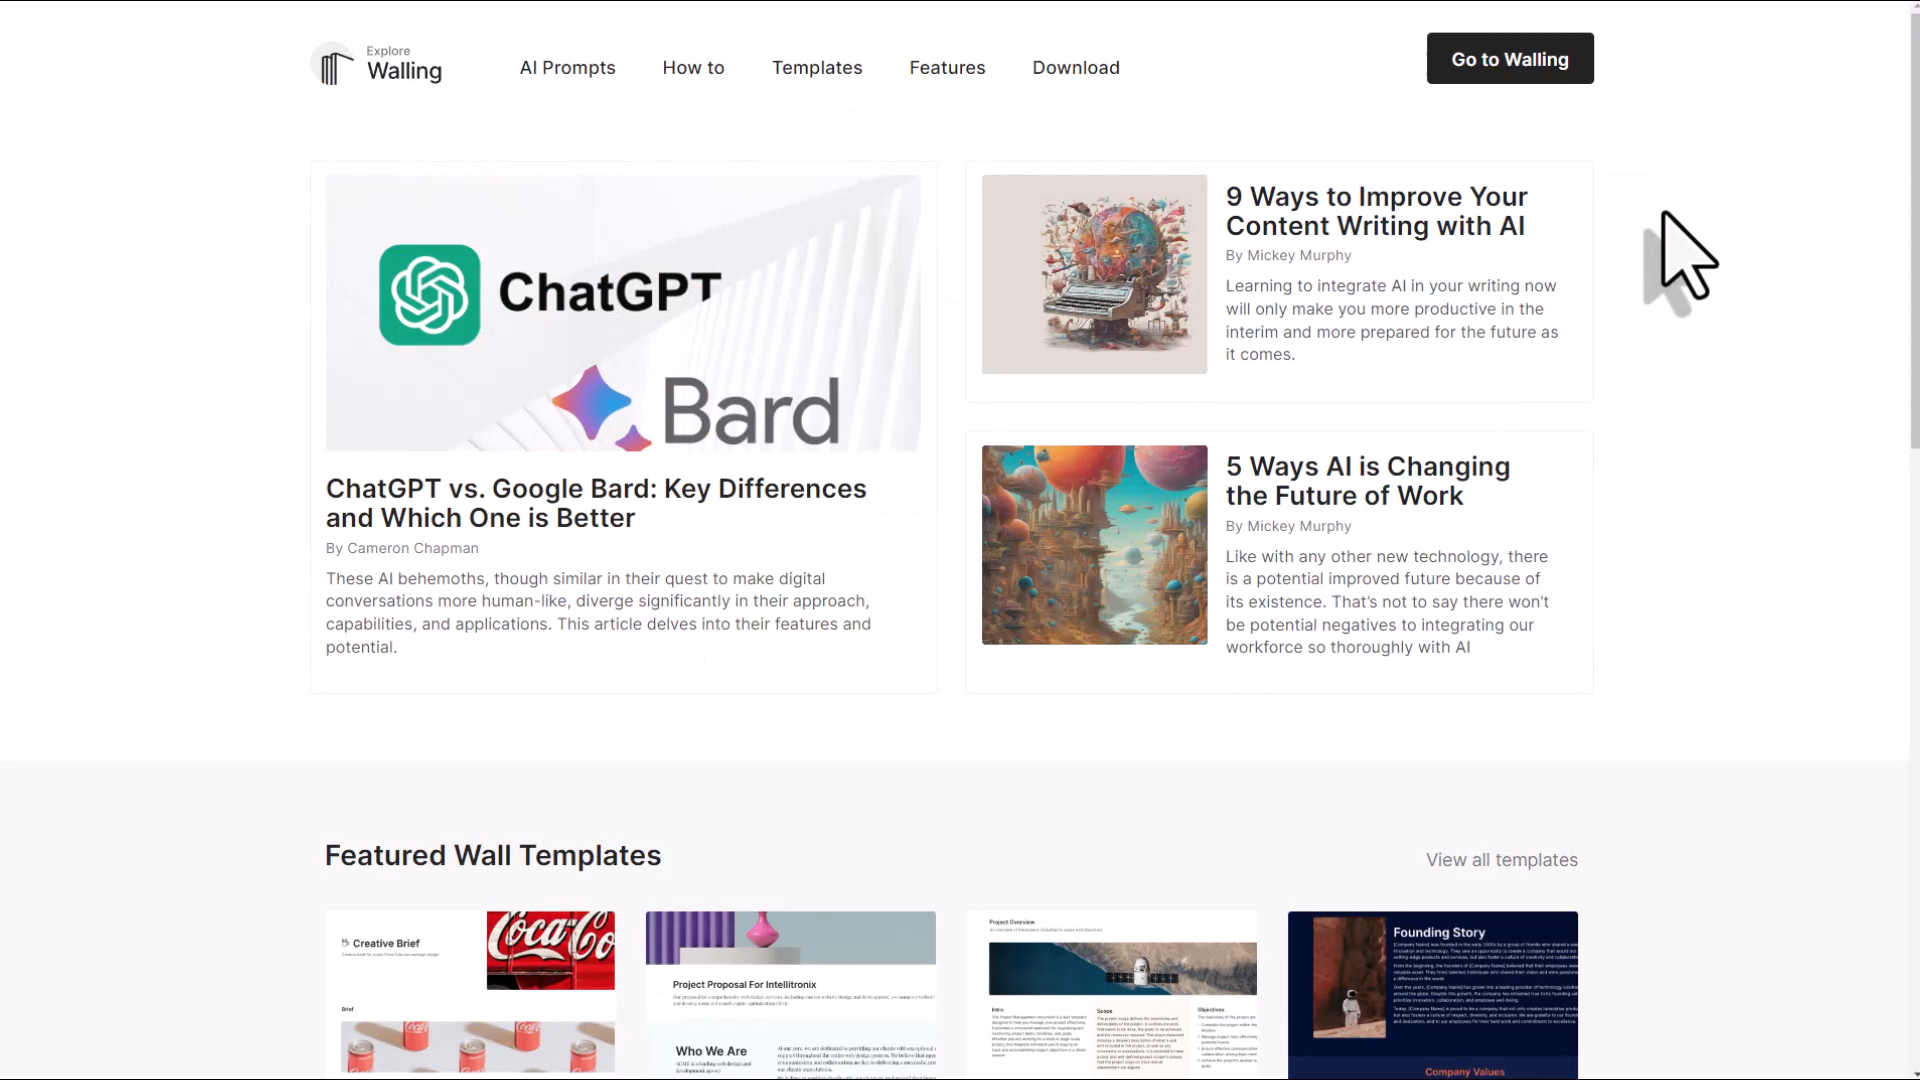 Explore
Walling
AI Prompts
How to
Templates
Features
Download
Go to Walling
ChatGPT
Bard
ChatGPT vs. Google Bard: Key Differences
and Which One is Better
By Cameron Chapman
These AI behemoths, though similar in their quest to make digital
conversations more human-like, diverge significantly in their approach,
capabilities, and applications. This article delves into their features and
potential.
9 Ways to Improve Your
Content Writing with AI
By Mickey Murphy
Learning to integrate AI in your writing now
will only make you more productive in the
interim and more prepared for the future as
it comes.
5 Ways AI is Changing
the Future of Work
By Mickey Murphy
Like with any other new technology, there
is a potential improved future because of
its existence. That's not to say there won't
be potential negatives to integrating our
workforce so thoroughly with AI
Featured Wall Templates
View all templates
Creative Brief
Brief
Project Proposal For Intellitronix
Who We Are
Project Overview
Intro
Scope
Objectives
Founding Story
Company Values